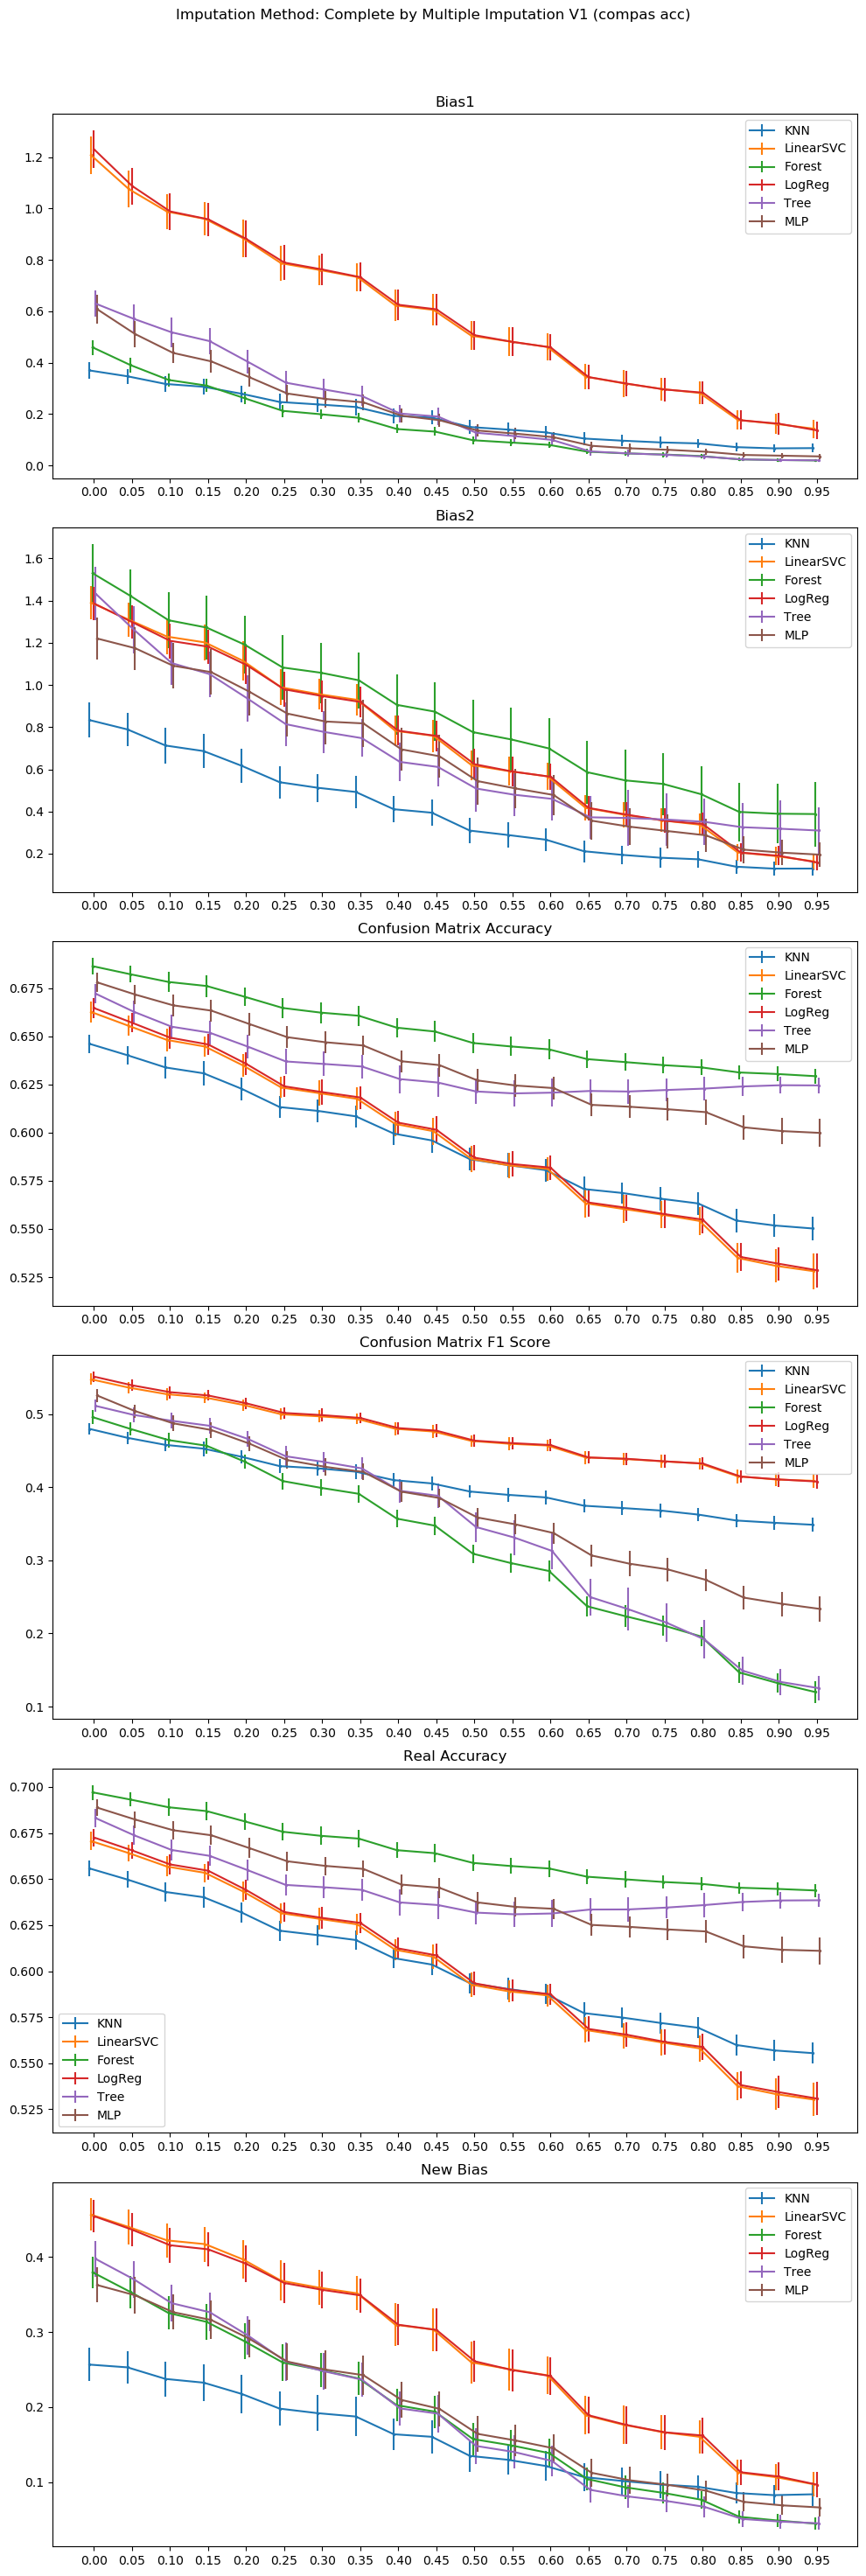 Imputation Method: Complete by Multiple Imputation V1 (compas acc)
Bias1
KNN
LinearSVC
Forest
LogReg
Tree
MLP
1.2
1.0
0.8
0.6
0.4
0.2
0.0
0.00 0.05 0.10 0.15 0.20 0.25 0.30 0.35 0.40 0.45 0.50 0.55 0.60 0.65 0.70 0.75 0.80 0.85 0.90 0.95
Bias2
KNN
LinearSVC
Forest
LogReg
Tree
MLP
1.6
1.4
1.2
1.0
0.8
0.6
0.4
0.2
0.00 0.05 0.10 0.15 0.20 0.25 0.30 0.35 0.40 0.45 0.50 0.55 0.60 0.65 0.70 0.75 0.80 0.85 0.90 0.95
Confusion Matrix Accuracy
KNN
LinearSVC
Forest
LogReg
Tree
MLP
0.675
0.650
0.625
0.600
0.575
0.550
0.525
0.00 0.05 0.10 0.15 0.20 0.25 0.30 0.35 0.40 0.45 0.50 0.55 0.60 0.65 0.70 0.75 0.80 0.85 0.90 0.95
Confusion Matrix F1 Score
KNN
LinearSVC
Forest
LogReg
Tree
MLP
0.5
0.4
0.3
0.2
0.1
0.00 0.05 0.10 0.15 0.20 0.25 0.30 0.35 0.40 0.45 0.50 0.55 0.60 0.65 0.70 0.75 0.80 0.85 0.90 0.95
Real Accuracy
0.700
0.675
0.650
0.625
0.600
0.575
0.550
0.525
KNN
LinearSVC
Forest
LogReg
Tree
MLP
0.00 0.05 0.10 0.15 0.20 0.25 0.30 0.35 0.40 0.45 0.50 0.55 0.60 0.65 0.70 0.75 0.80 0.85 0.90 0.95
New Bias
KNN
LinearSVC
Forest
LogReg
Tree
MLP
0.4
0.3
0.2
0.1
0.00 0.05 0.10 0.15 0.20 0.25 0.30 0.35 0.40 0.45 0.50 0.55 0.60 0.65 0.70 0.75 0.80 0.85 0.90 0.95